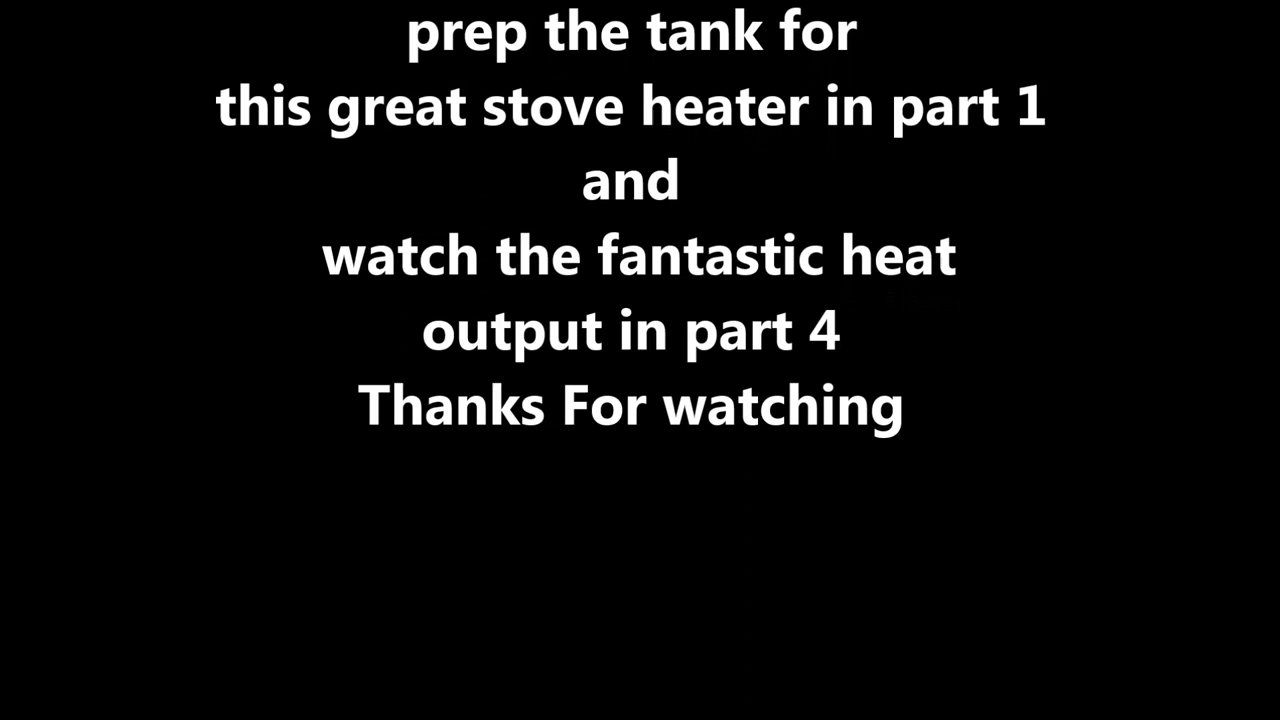 prep the tank for
this great stove heater in part 1
and
watch the fantastic heat
output in part 4
Thanks For watching